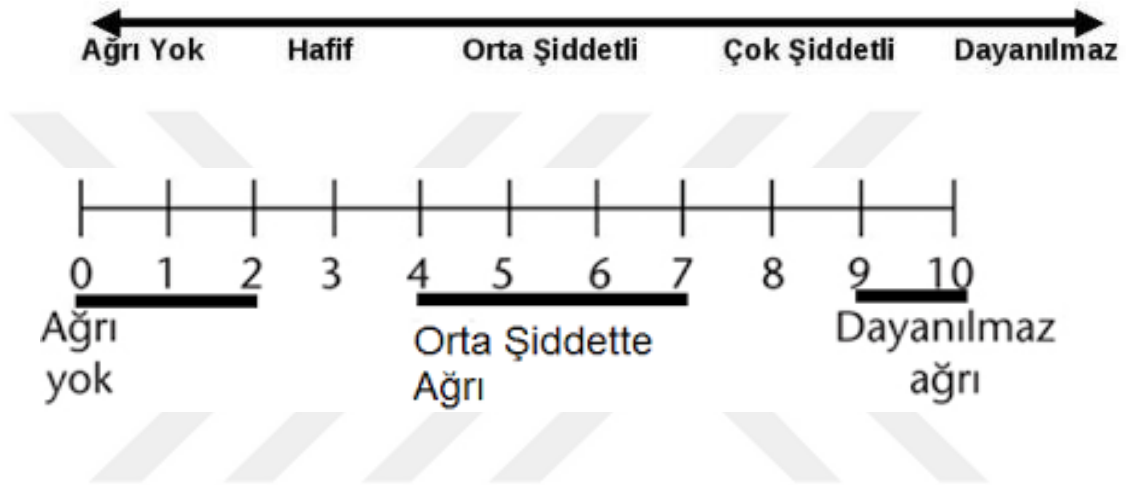 Ağrı Yok Hafif Orta Şiddetli Çok Şiddetli Dayanılmaz
0 1 2 3 4 5 6 7 8 9 10
Ağrı yok
Orta Şiddette Ağrı
Dayanılmaz ağrı